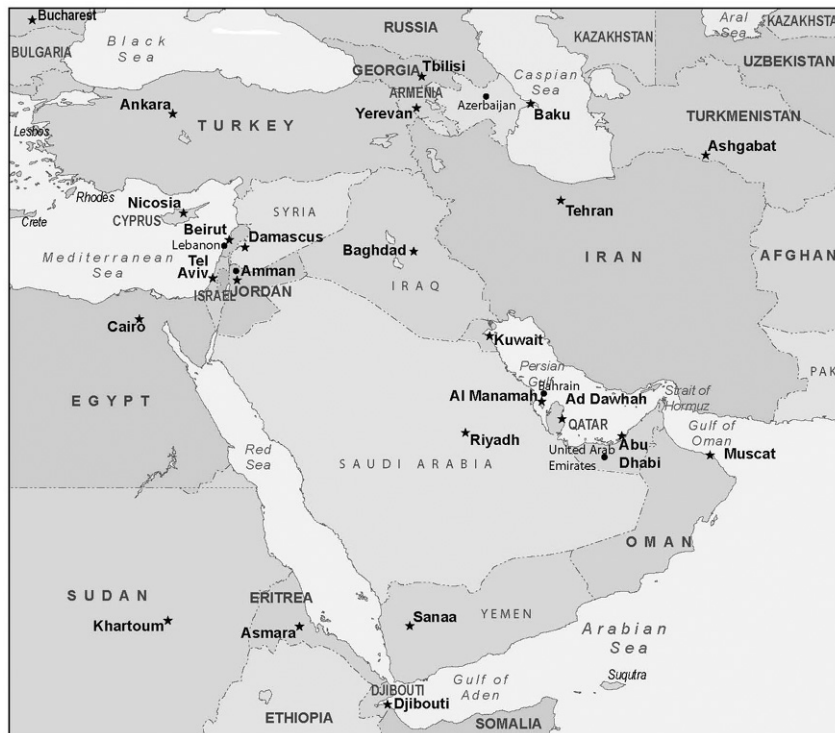 Bucharest
BULGARIA
Black
Sea
RUSSIA
KAZAKHSTAN
Aral
Sea
KAZAKHSTA
UZBEKISTAN
GEORGIA
Tbilisi
ARMENIA
Yerevan
Azerbaijan
Caspian
Sea
Baku
TURKMENISTAN
Ashgabat
Ankara
TURKEY
Lesbos
Rhodes
Crete
Nicosia
CYPRUS
SYRIA
Beirut
Lebanon
Damascus
Mediterranean
Sea
Tel
Aviv
Amman
ISRAEL
JORDAN
Baghdad
IRAQ
Tehran
IRAN
AFGHAN
PAK
Cairo
EGYPT
Kuwait
Persian
Gulf
Bahrain
Al Manamah
Ad Dawhah
QATAR
Strait of
Hormuz
Gulf of
Oman
Muscat
Abu
Dhabi
United Arab
Emirates
Riyadh
SAUDI ARABIA
Red
Sea
OMAN
SUDAN
Khartoum
ERITREA
Asmara
Sanaa
YEMEN
Arabian
Sea
Suqutra
Gulf of
Aden
DJIBOUTI
Djibouti
ETHIOPIA
SOMALIA